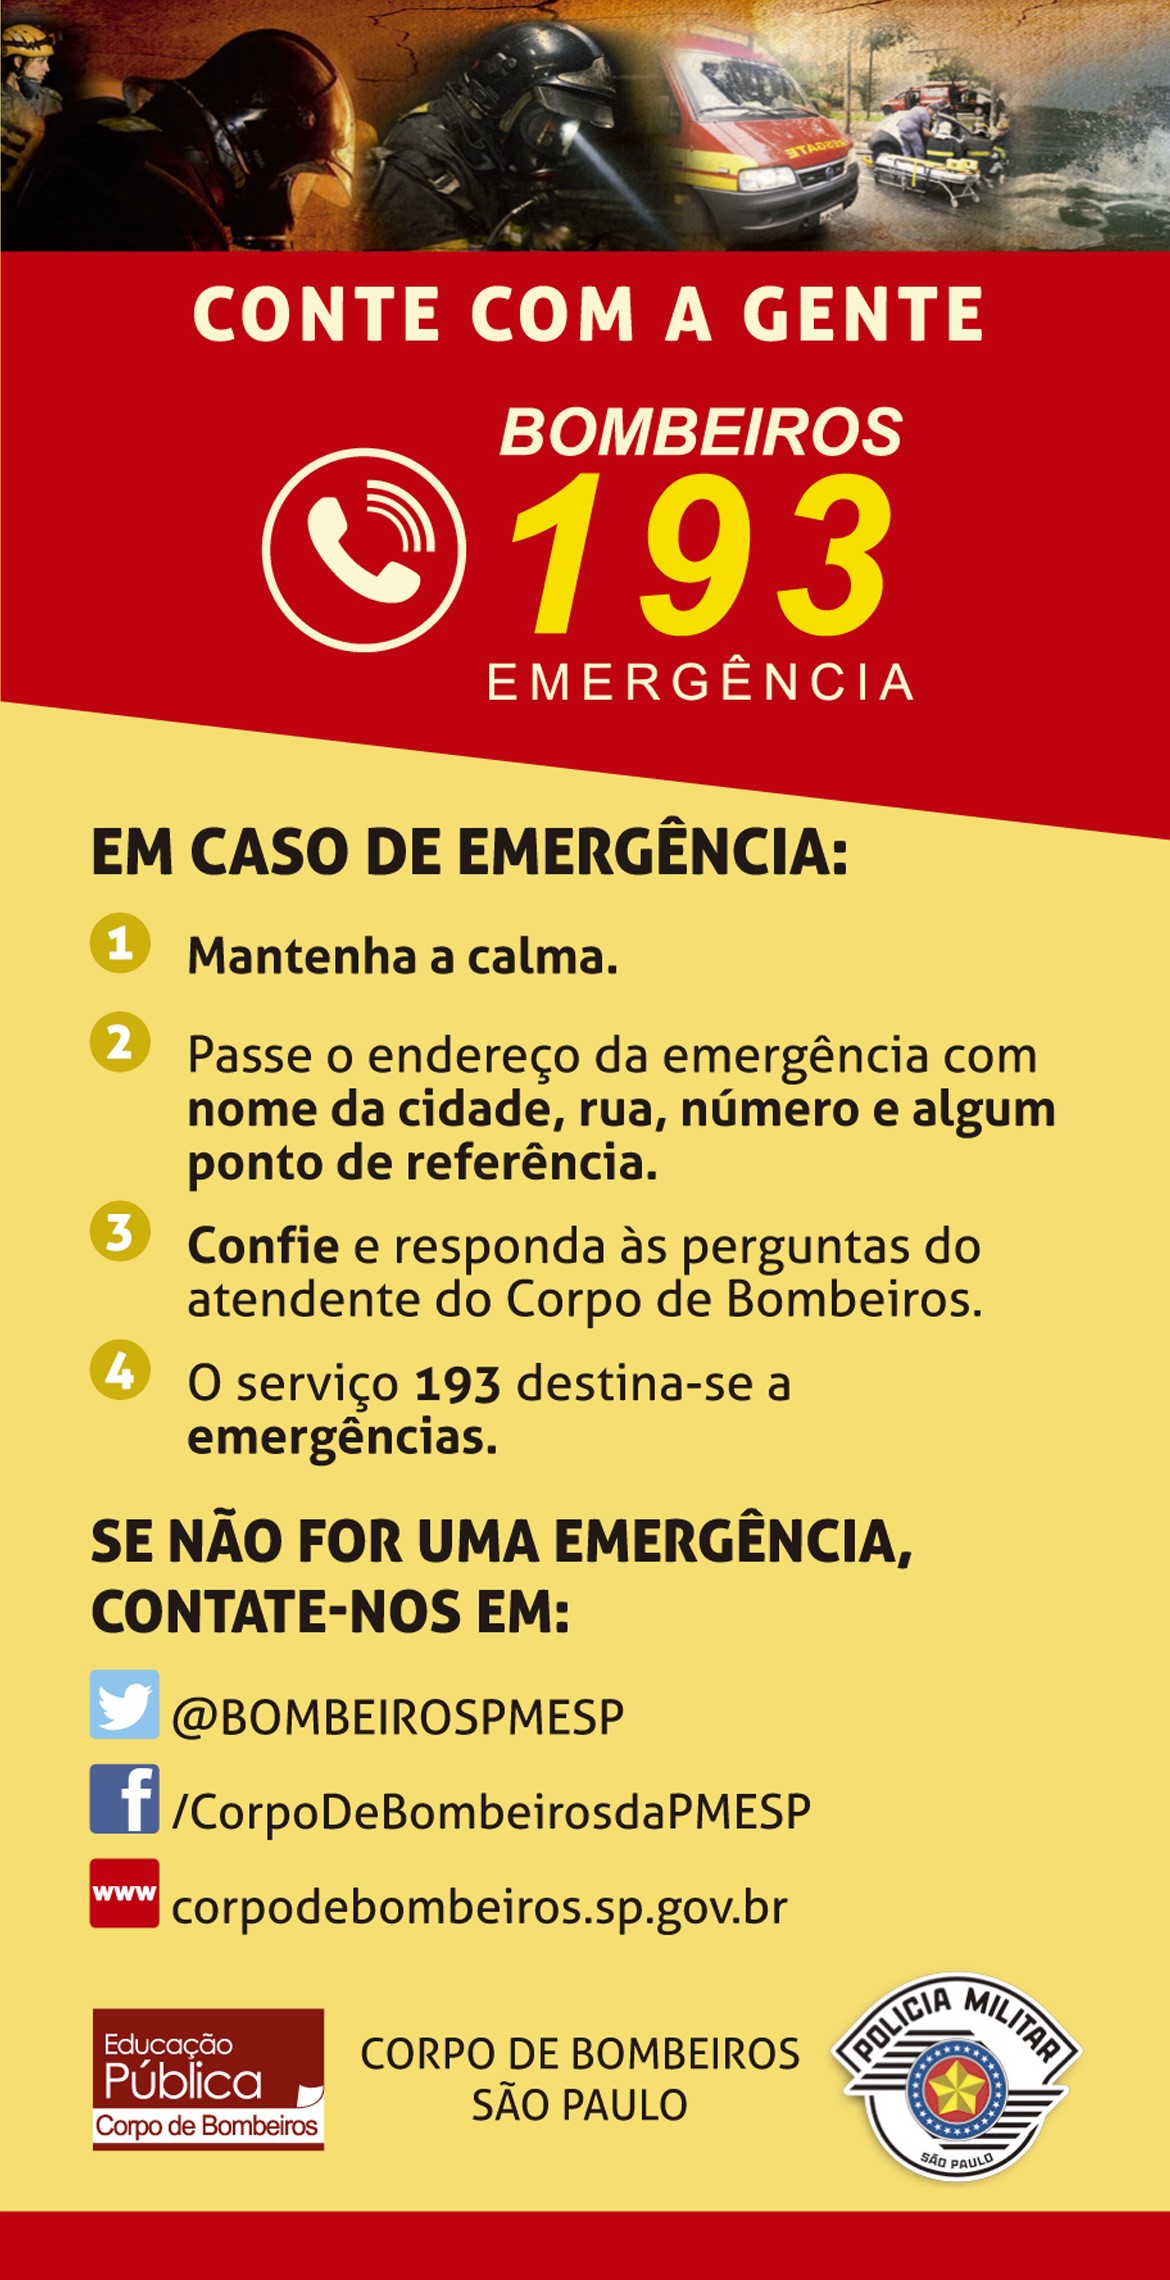 RESGATE
CONTE COM A GENTE
BOMBEIROS
193
EMERGÊNCIA
EM CASO DE EMERGÊNCIA:
1 Mantenha a calma.
2 Passe o endereço da emergência com
nome da cidade, rua, número e algum
ponto de referência.
3 Confie e responda às perguntas do
atendente do Corpo de Bombeiros.
4 O serviço 193 destina-se a
emergências.
SE NÃO FOR UMA EMERGÊNCIA,
CONTATE-NOS EM:
@BOMBEIROSPMESP
f /CorpoDeBombeirosdaPMESP
www corpodebombeiros.sp.gov.br
Educação
Pública
Corpo de Bombeiros
CORPO DE BOMBEIROS
SÃO PAULO
POLICIA MILITAR
SÃO PAULO